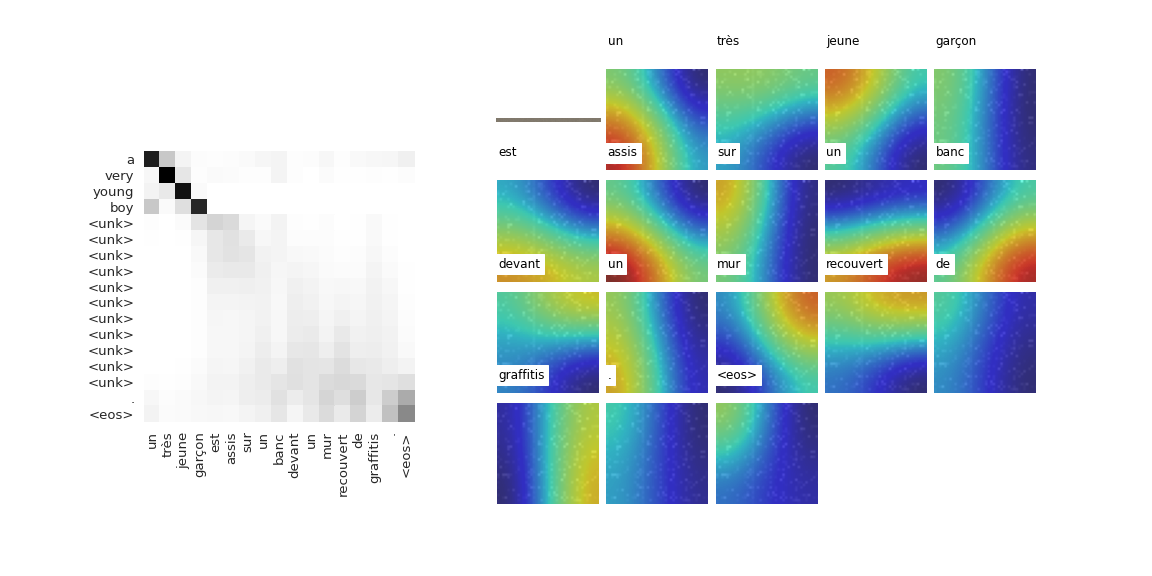 a
very
young
boy
<unk>
<unk>
<unk>
<unk>
<unk>
<unk>
<unk>
<unk>
<unk>
<unk>
<unk>
.
<eos>
un
très
jeune
garçon
est
assis
sur
un
banc
devant
un
mur
recouvert
de
graffitis
.
<eos>
un très jeune garçon
est assis sur un banc
devant un mur recouvert de
graffitis . <eos>